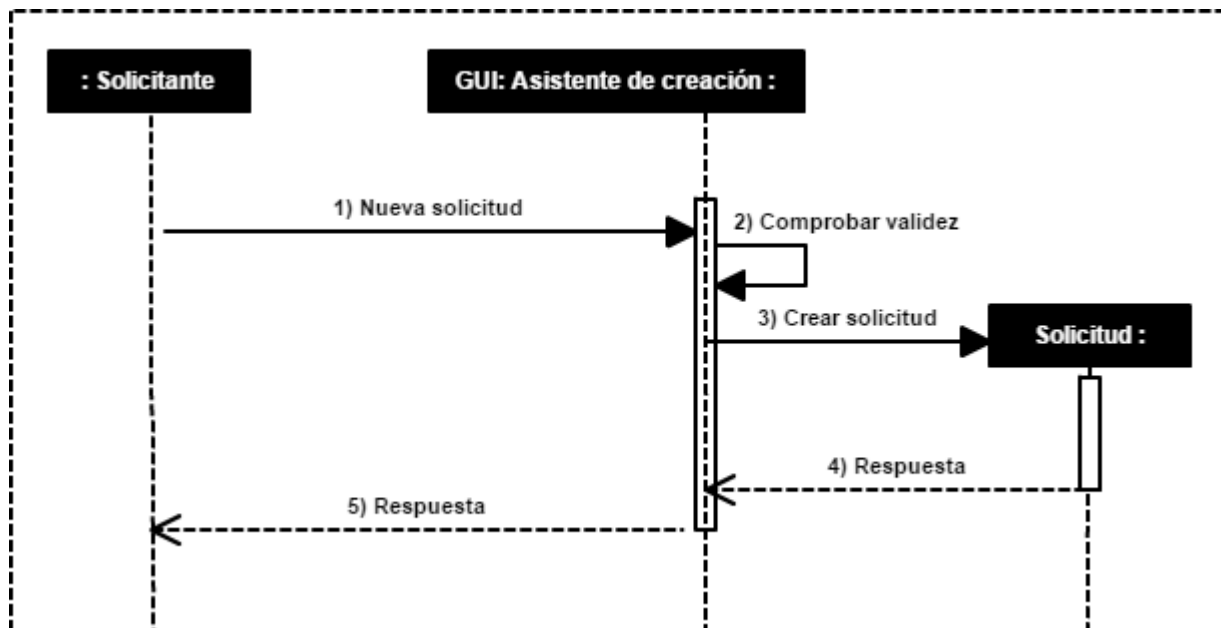 : Solicitante
GUI: Asistente de creación :
1) Nueva solicitud
2) Comprobar validez
3) Crear solicitud
Solicitud :
4) Respuesta
5) Respuesta